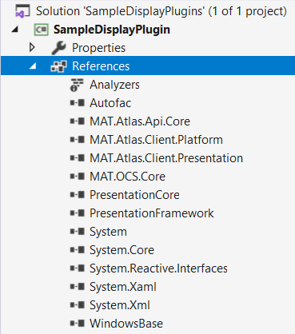 Solution 'SampleDisplayPlugins' (1 of 1 project)
C# SampleDisplayPlugin
Properties
References
Analyzers
Autofac
MAT.Atlas.Api.Core
MAT.Atlas.Client.Platform
MAT.Atlas.Client.Presentation
MAT.OCS.Core
PresentationCore
PresentationFramework
System
System.Core
System.Reactive.Interfaces
System.Xaml
System.Xml
WindowsBase